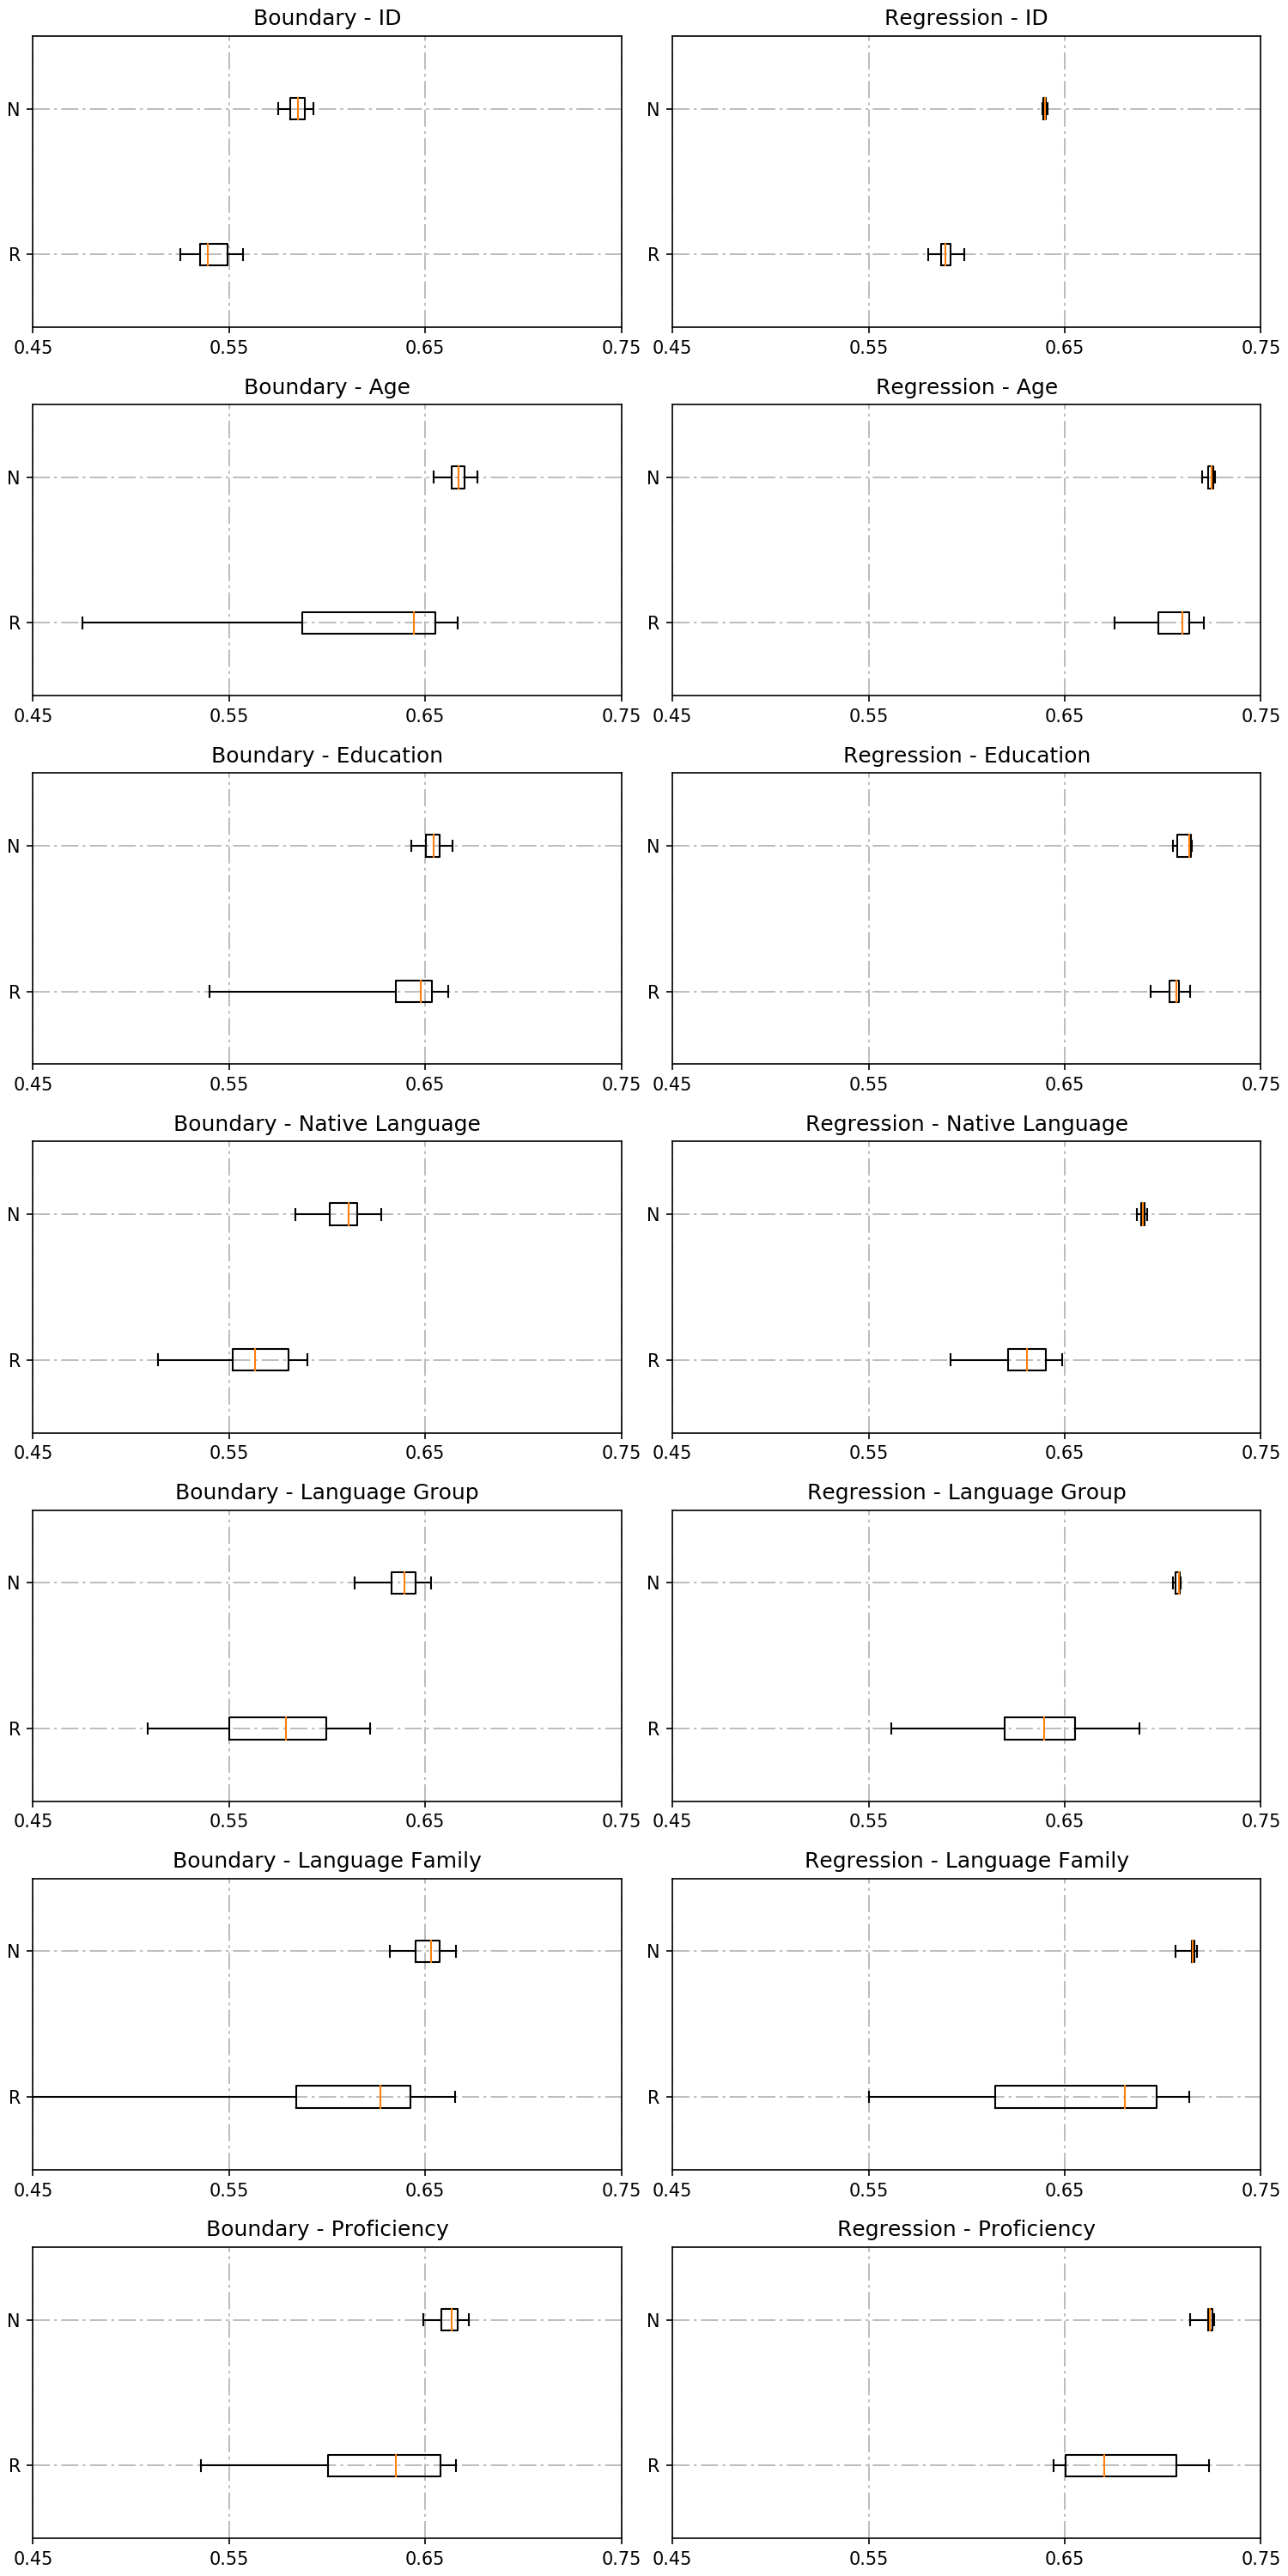 Boundary - ID
Regression - ID
N
N
R
R
0.45 0.55 0.65 0.75
0.45 0.55 0.65 0.75
Boundary - Age
Regression - Age
N
N
R
R
0.45 0.55 0.65 0.75
0.45 0.55 0.65 0.75
Boundary - Education
Regression - Education
N
N
R
R
0.45 0.55 0.65 0.75
0.45 0.55 0.65 0.75
Boundary - Native Language
Regression - Native Language
N
N
R
R
0.45 0.55 0.65 0.75
0.45 0.55 0.65 0.75
Boundary - Language Group
Regression - Language Group
N
N
R
R
0.45 0.55 0.65 0.75
0.45 0.55 0.65 0.75
Boundary - Language Family
Regression - Language Family
N
N
R
R
0.45 0.55 0.65 0.75
0.45 0.55 0.65 0.75
Boundary - Proficiency
Regression - Proficiency
N
N
R
R
0.45 0.55 0.65 0.75
0.45 0.55 0.65 0.75